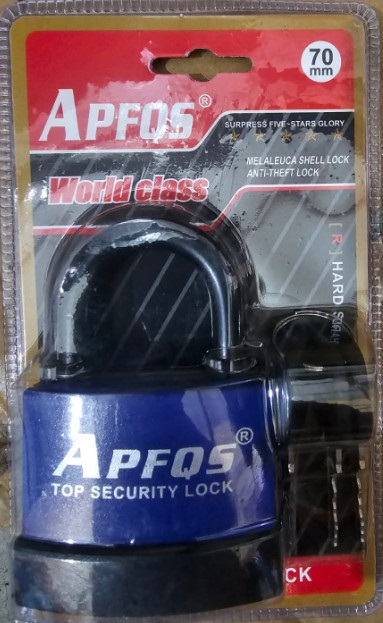 70
mm
APFQS®
SURPRESS FIVE-STARS GLORY
MELALEUCA SHELL LOCK
ANTI-THEFT LOCK
World class
[ R ] HARD
APFQS®
TOP SECURITY LOCK
CK